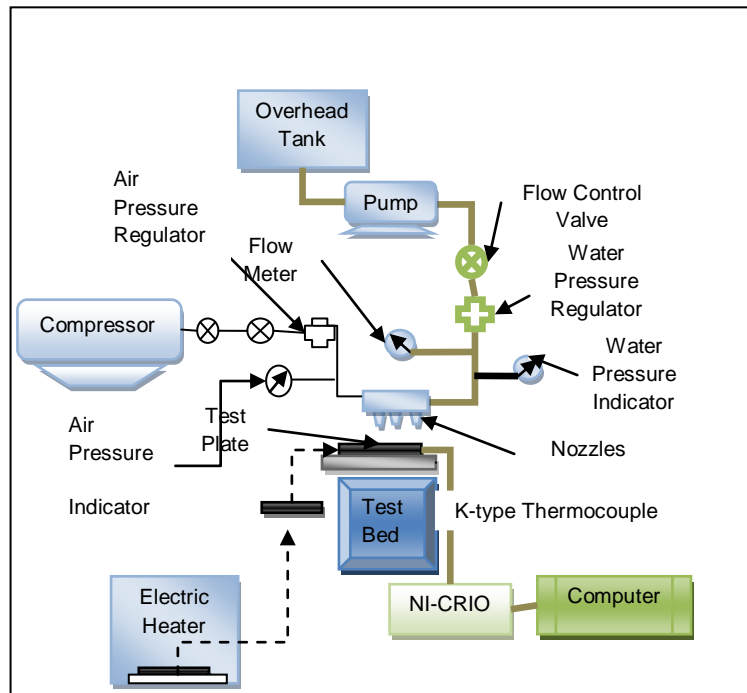 Overhead
Tank
Air
Pressure
Regulator
Pump
Flow Control
Valve
Flow
Meter
Water
Pressure
Regulator
Compressor
Water
Pressure
Indicator
Air
Pressure
Indicator
Test
Plate
Nozzles
Test
Bed
K-type Thermocouple
Electric
Heater
NI-CRIO
Computer